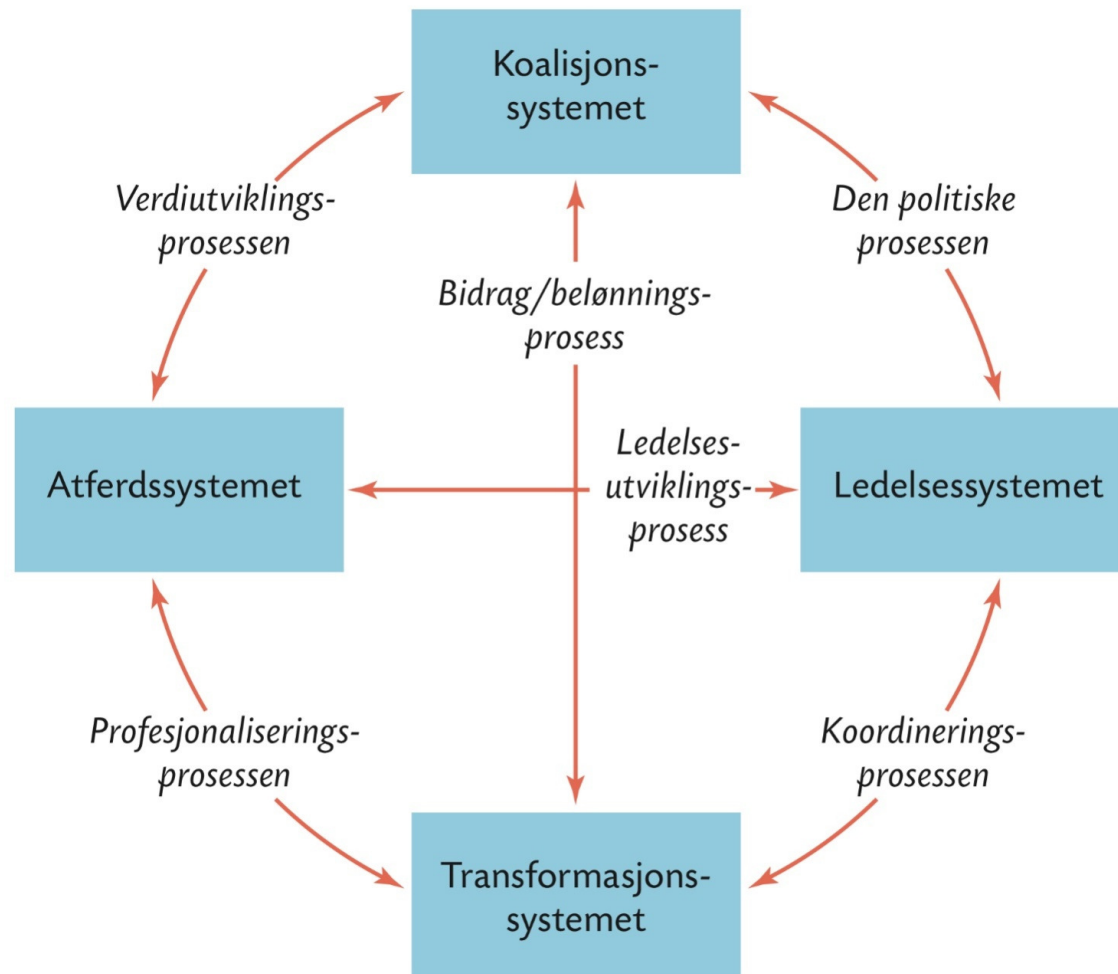 Koalisjons-
systemet
Verdiutviklings-
prosessen
Den politiske
prosessen
Bidrag/belønnings-
prosess
Atferdssystemet
Ledelses-
utviklings-
prosess
Ledelsessystemet
Profesjonaliserings-
prosessen
Koordinerings-
prosessen
Transformasjons-
systemet